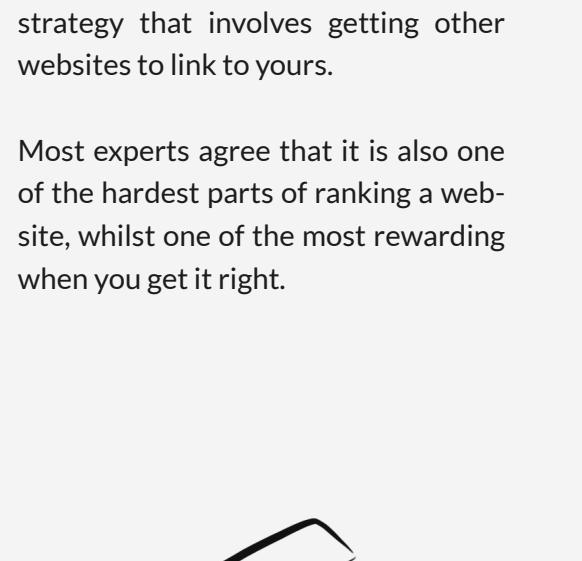 strategy that involves getting other
websites to link to yours.
Most experts agree that it is also one
of the hardest parts of ranking a web-
site, whilst one of the most rewarding
when you get it right.